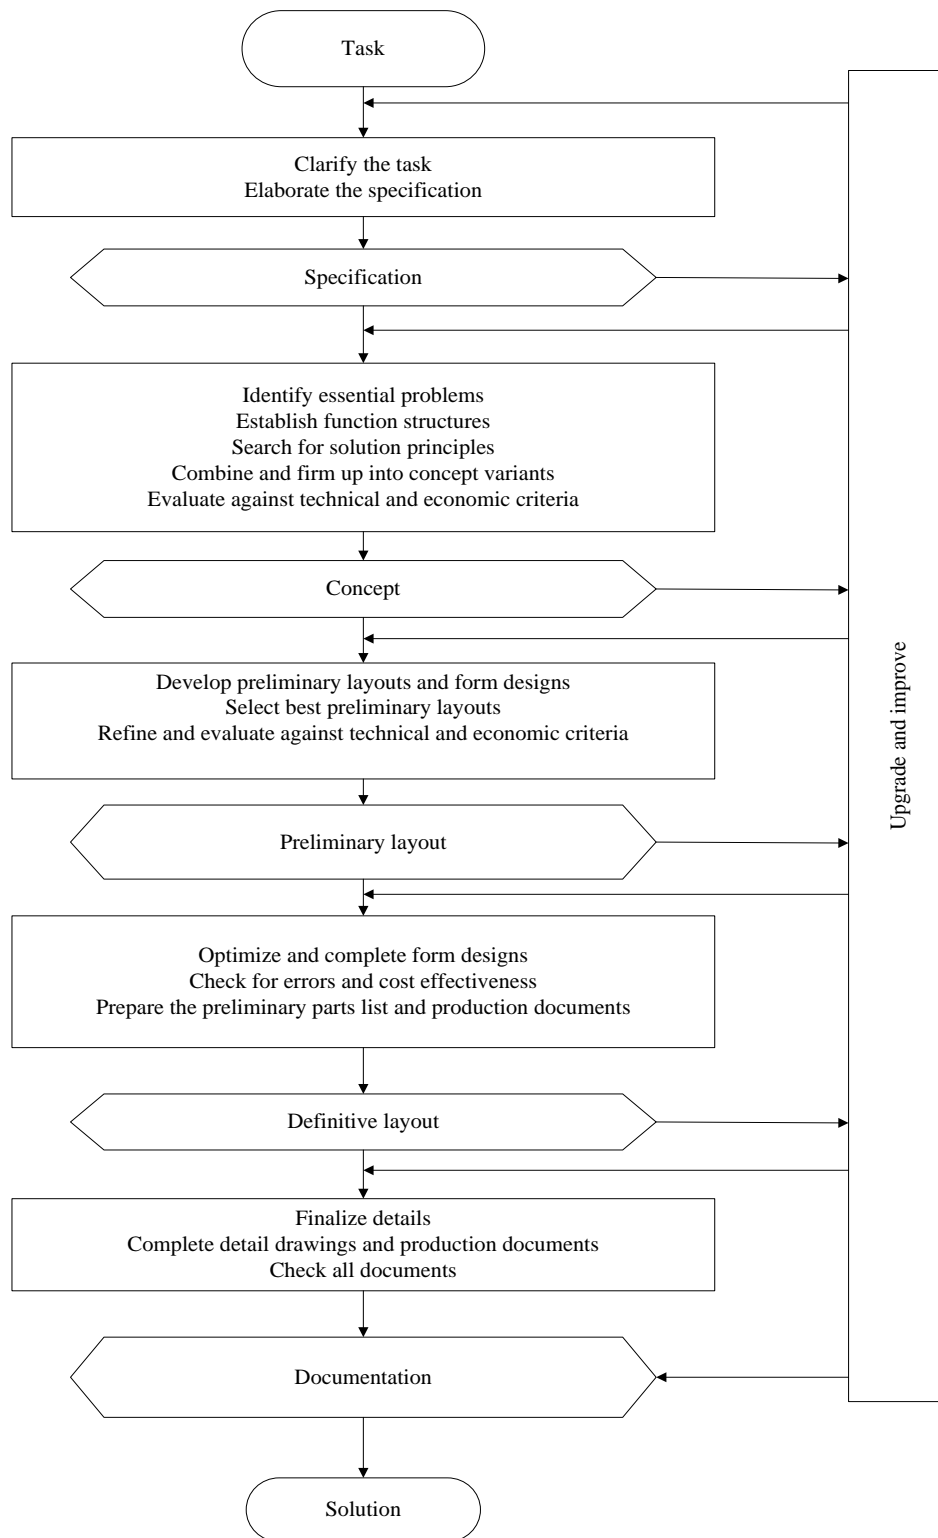 Task
Clarify the task
Elaborate the specification
Specification
Identify essential problems
Establish function structures
Search for solution principles
Combine and firm up into concept variants
Evaluate against technical and economic criteria
Concept
Develop preliminary layouts and form designs
Select best preliminary layouts
Refine and evaluate against technical and economic criteria
Preliminary layout
Optimize and complete form designs
Check for errors and cost effectiveness
Prepare the preliminary parts list and production documents
Definitive layout
Finalize details
Complete detail drawings and production documents
Check all documents
Documentation
Solution
Upgrade and improve